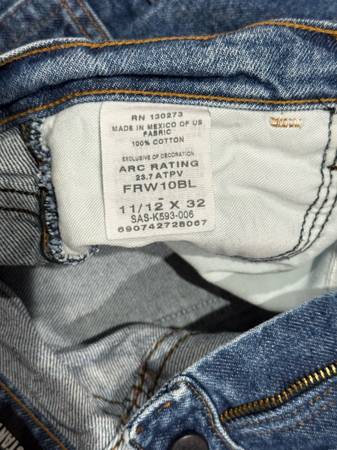 RN 130273
MADE IN MEXICO OF US
FABRIC
100% COTTON
EXCLUSIVE OF DECORATION
ARC RATING
23.7 ATPV
FRW10BL
-
11/12 X 32
SAS-K593-006
690742728067